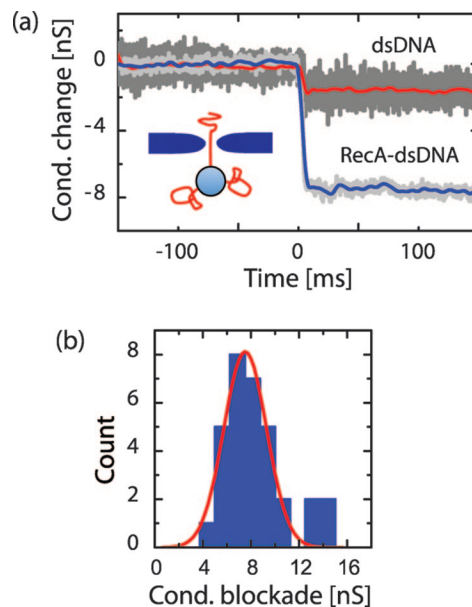 (a)
dsDNA
RecA-dsDNA
Cond. change [nS]
0
-4
-8
-100
0
100
Time [ms]
(b)
Count
8
6
4
2
0
0
4
8
12
16
Cond. blockade [nS]